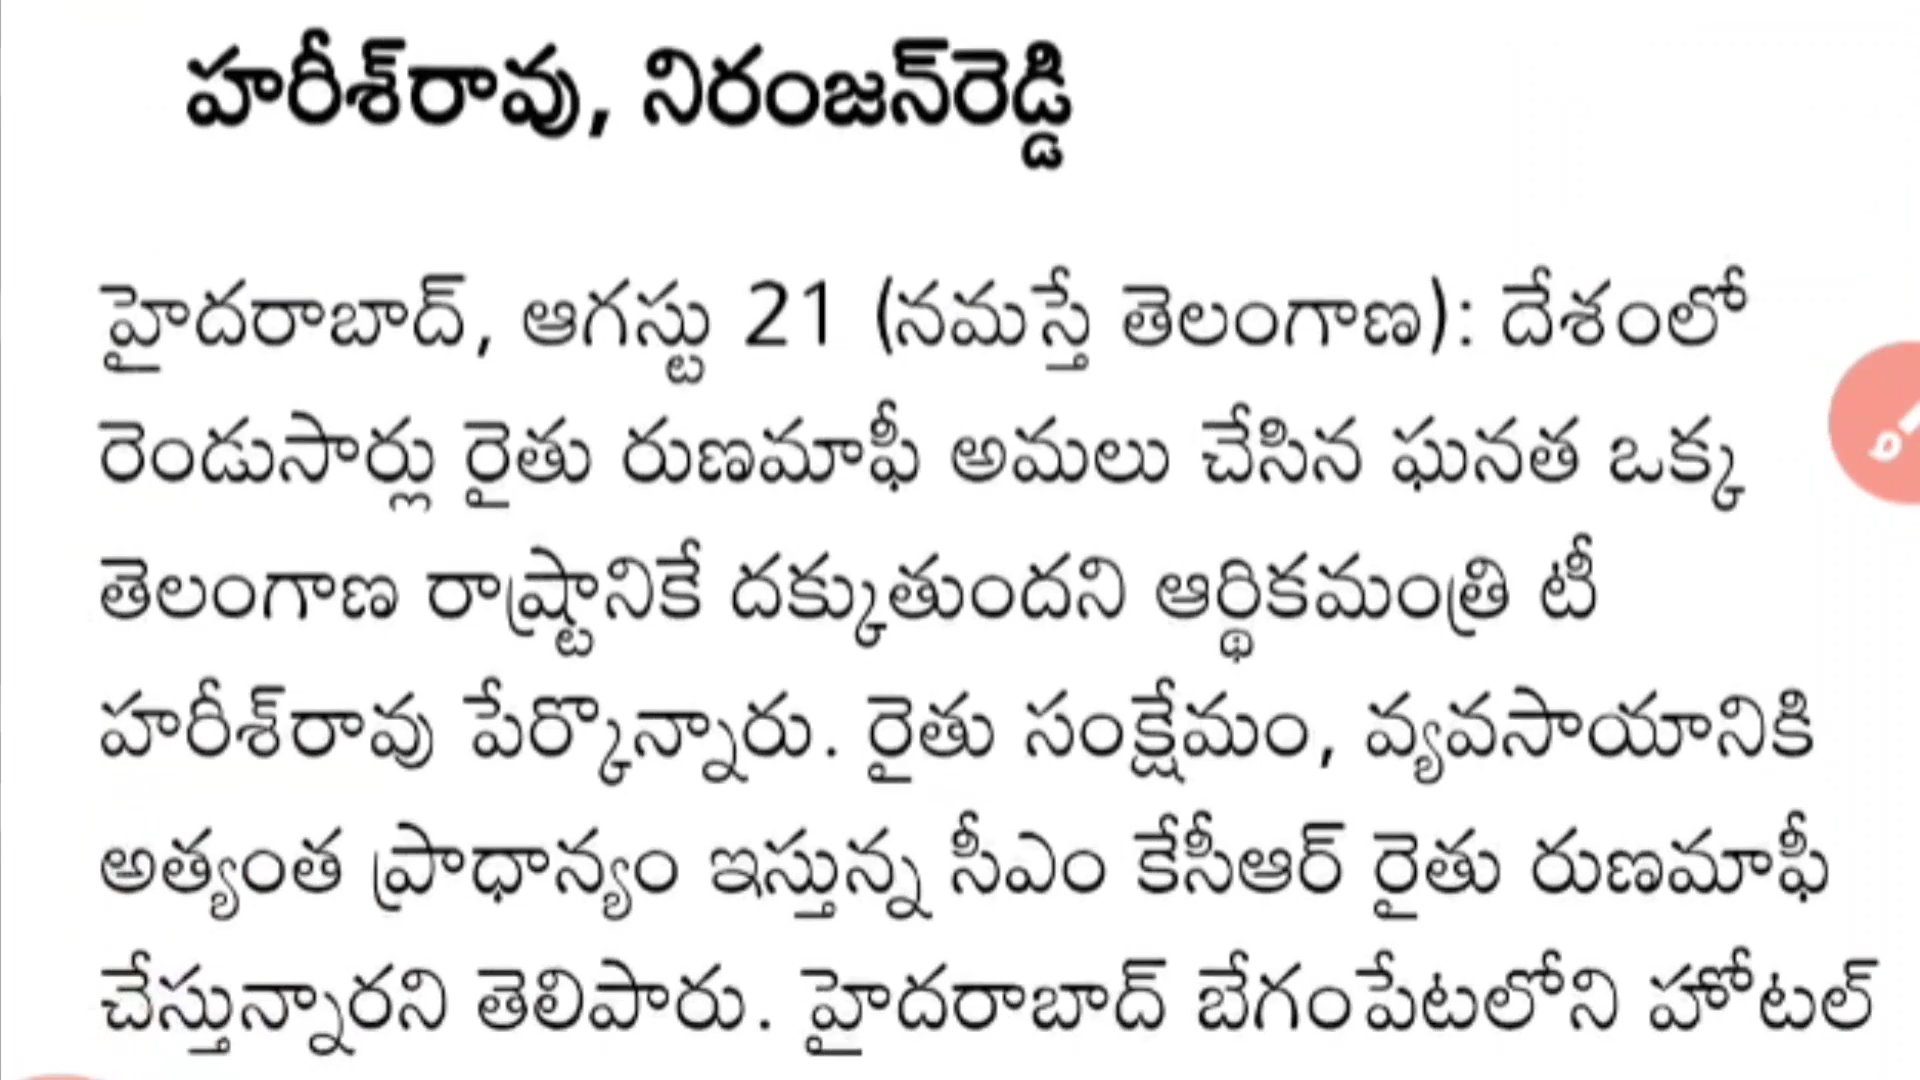 హరీశ్‌రావు, నిరంజన్‌రెడ్డి
హైదరాబాద్, ఆగస్టు 21 (నమస్తే తెలంగాణ): దేశంలో
రెండుసార్లు రైతు రుణమాఫీ అమలు చేసిన ఘనత ఒక్క
తెలంగాణ రాష్ట్రానికే దక్కుతుందని ఆర్థికమంత్రి టీ
హరీశ్‌రావు పేర్కొన్నారు. రైతు సంక్షేమం, వ్యవసాయానికి
అత్యంత ప్రాధాన్యం ఇస్తున్న సీఎం కేసీఆర్ రైతు రుణమాఫీ
చేస్తున్నారని తెలిపారు. హైదరాబాద్ బేగంపేటలోని హోటల్